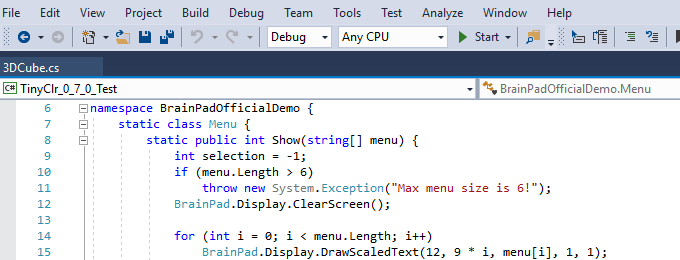 File Edit View Project Build Debug Team Tools Test Analyze Window Help
Debug Any CPU Start
3DCube.cs
C# TinyClr_0_7_0_Test BrainPadOfficialDemo.Menu
6 namespace BrainPadOfficialDemo {
7 static class Menu {
8 static public int Show(string[] menu) {
9 int selection = -1;
10 if (menu.Length > 6)
11 throw new System.Exception("Max menu size is 6!");
12 BrainPad.Display.ClearScreen();
13
14 for (int i = 0; i < menu.Length; i++)
15 BrainPad.Display.DrawScaledText(12, 9 * i, menu[i], 1, 1);